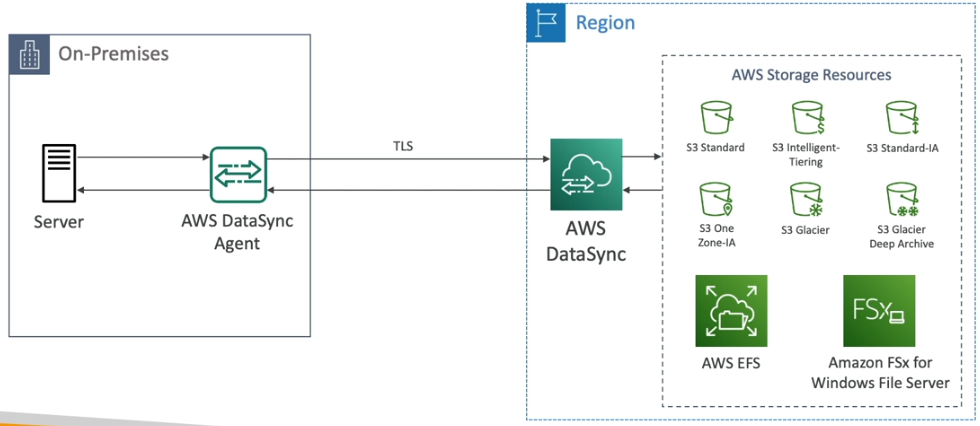 Region
On-Premises
AWS Storage Resources
S3 Standard
S3 Intelligent-
Tiering
S3 Standard-IA
TLS
Server
AWS DataSync
Agent
AWS
DataSync
S3 One
Zone-IA
S3 Glacier
S3 Glacier
Deep Archive
AWS EFS
FSx
Amazon FSx for
Windows File Server